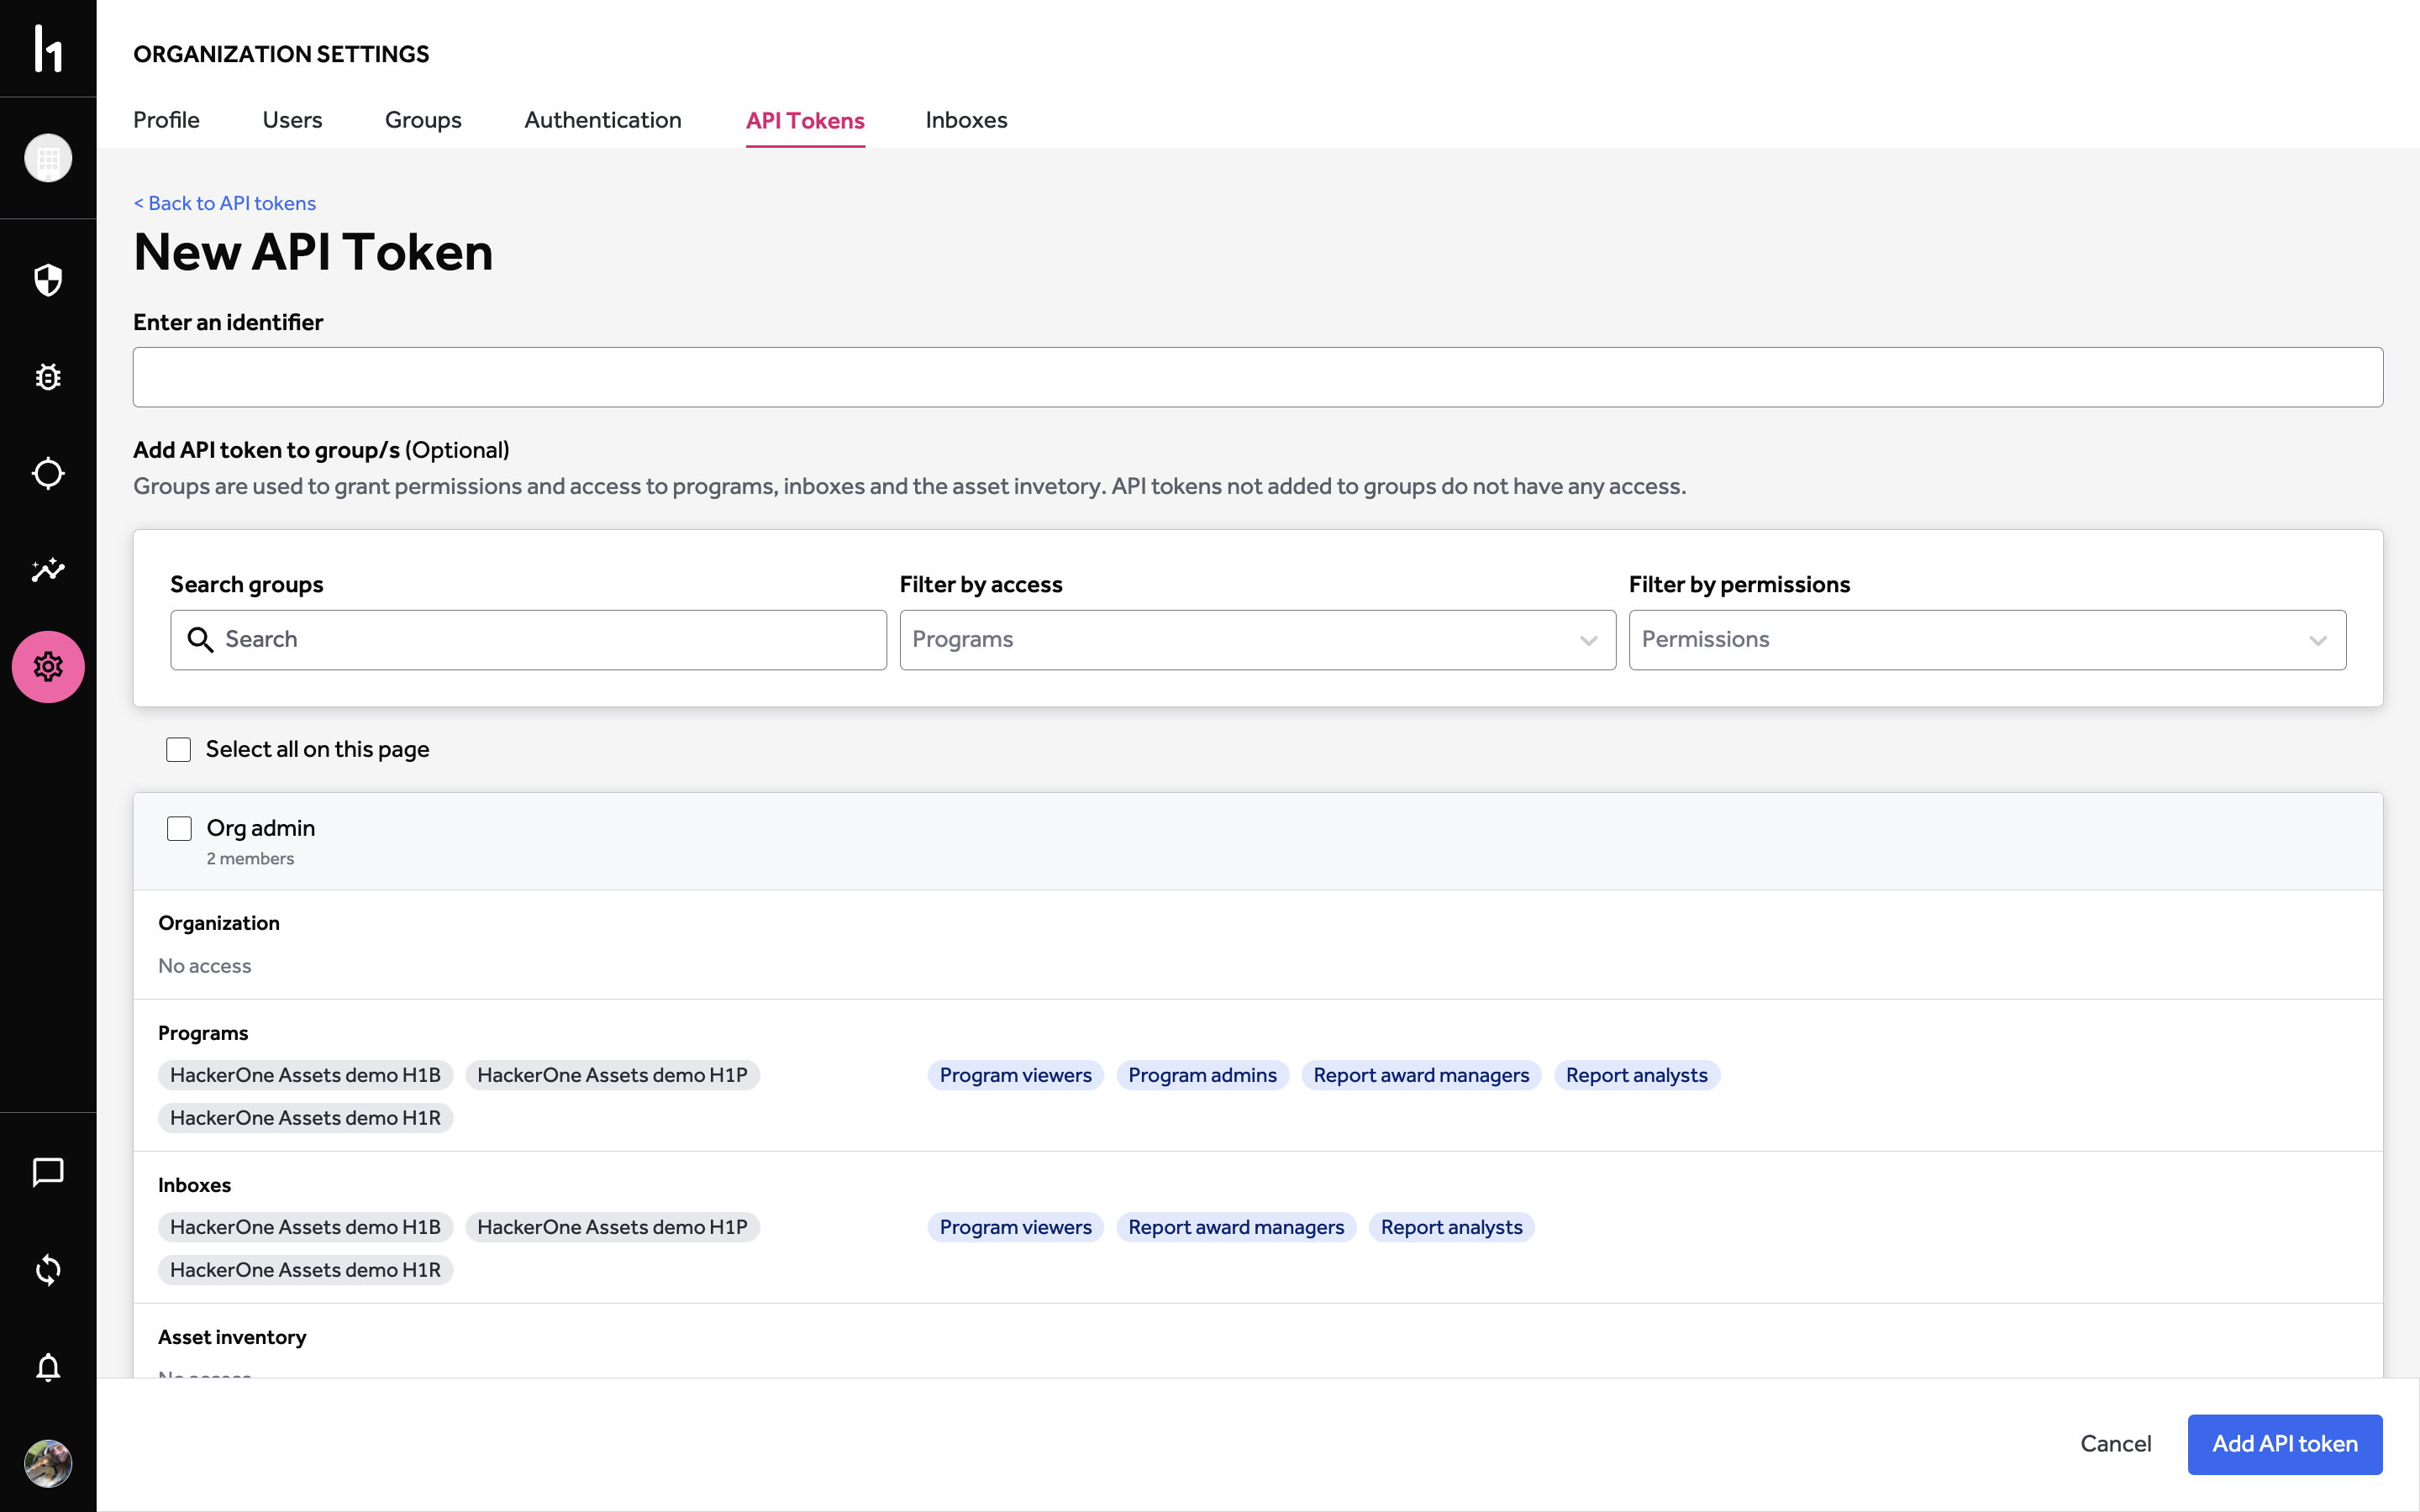 ORGANIZATION SETTINGS
Profile Users Groups Authentication API Tokens Inboxes
< Back to API tokens
New API Token
Enter an identifier
Add API token to group/s (Optional)
Groups are used to grant permissions and access to programs, inboxes and the asset invetory. API tokens not added to groups do not have any access.
Search groups Filter by access Filter by permissions
Search Programs Permissions
Select all on this page
Org admin
2 members
Organization
No access
Programs
HackerOne Assets demo H1B HackerOne Assets demo H1P Program viewers Program admins Report award managers Report analysts
HackerOne Assets demo H1R
Inboxes
HackerOne Assets demo H1B HackerOne Assets demo H1P Program viewers Report award managers Report analysts
HackerOne Assets demo H1R
Asset inventory
No access
Cancel Add API token